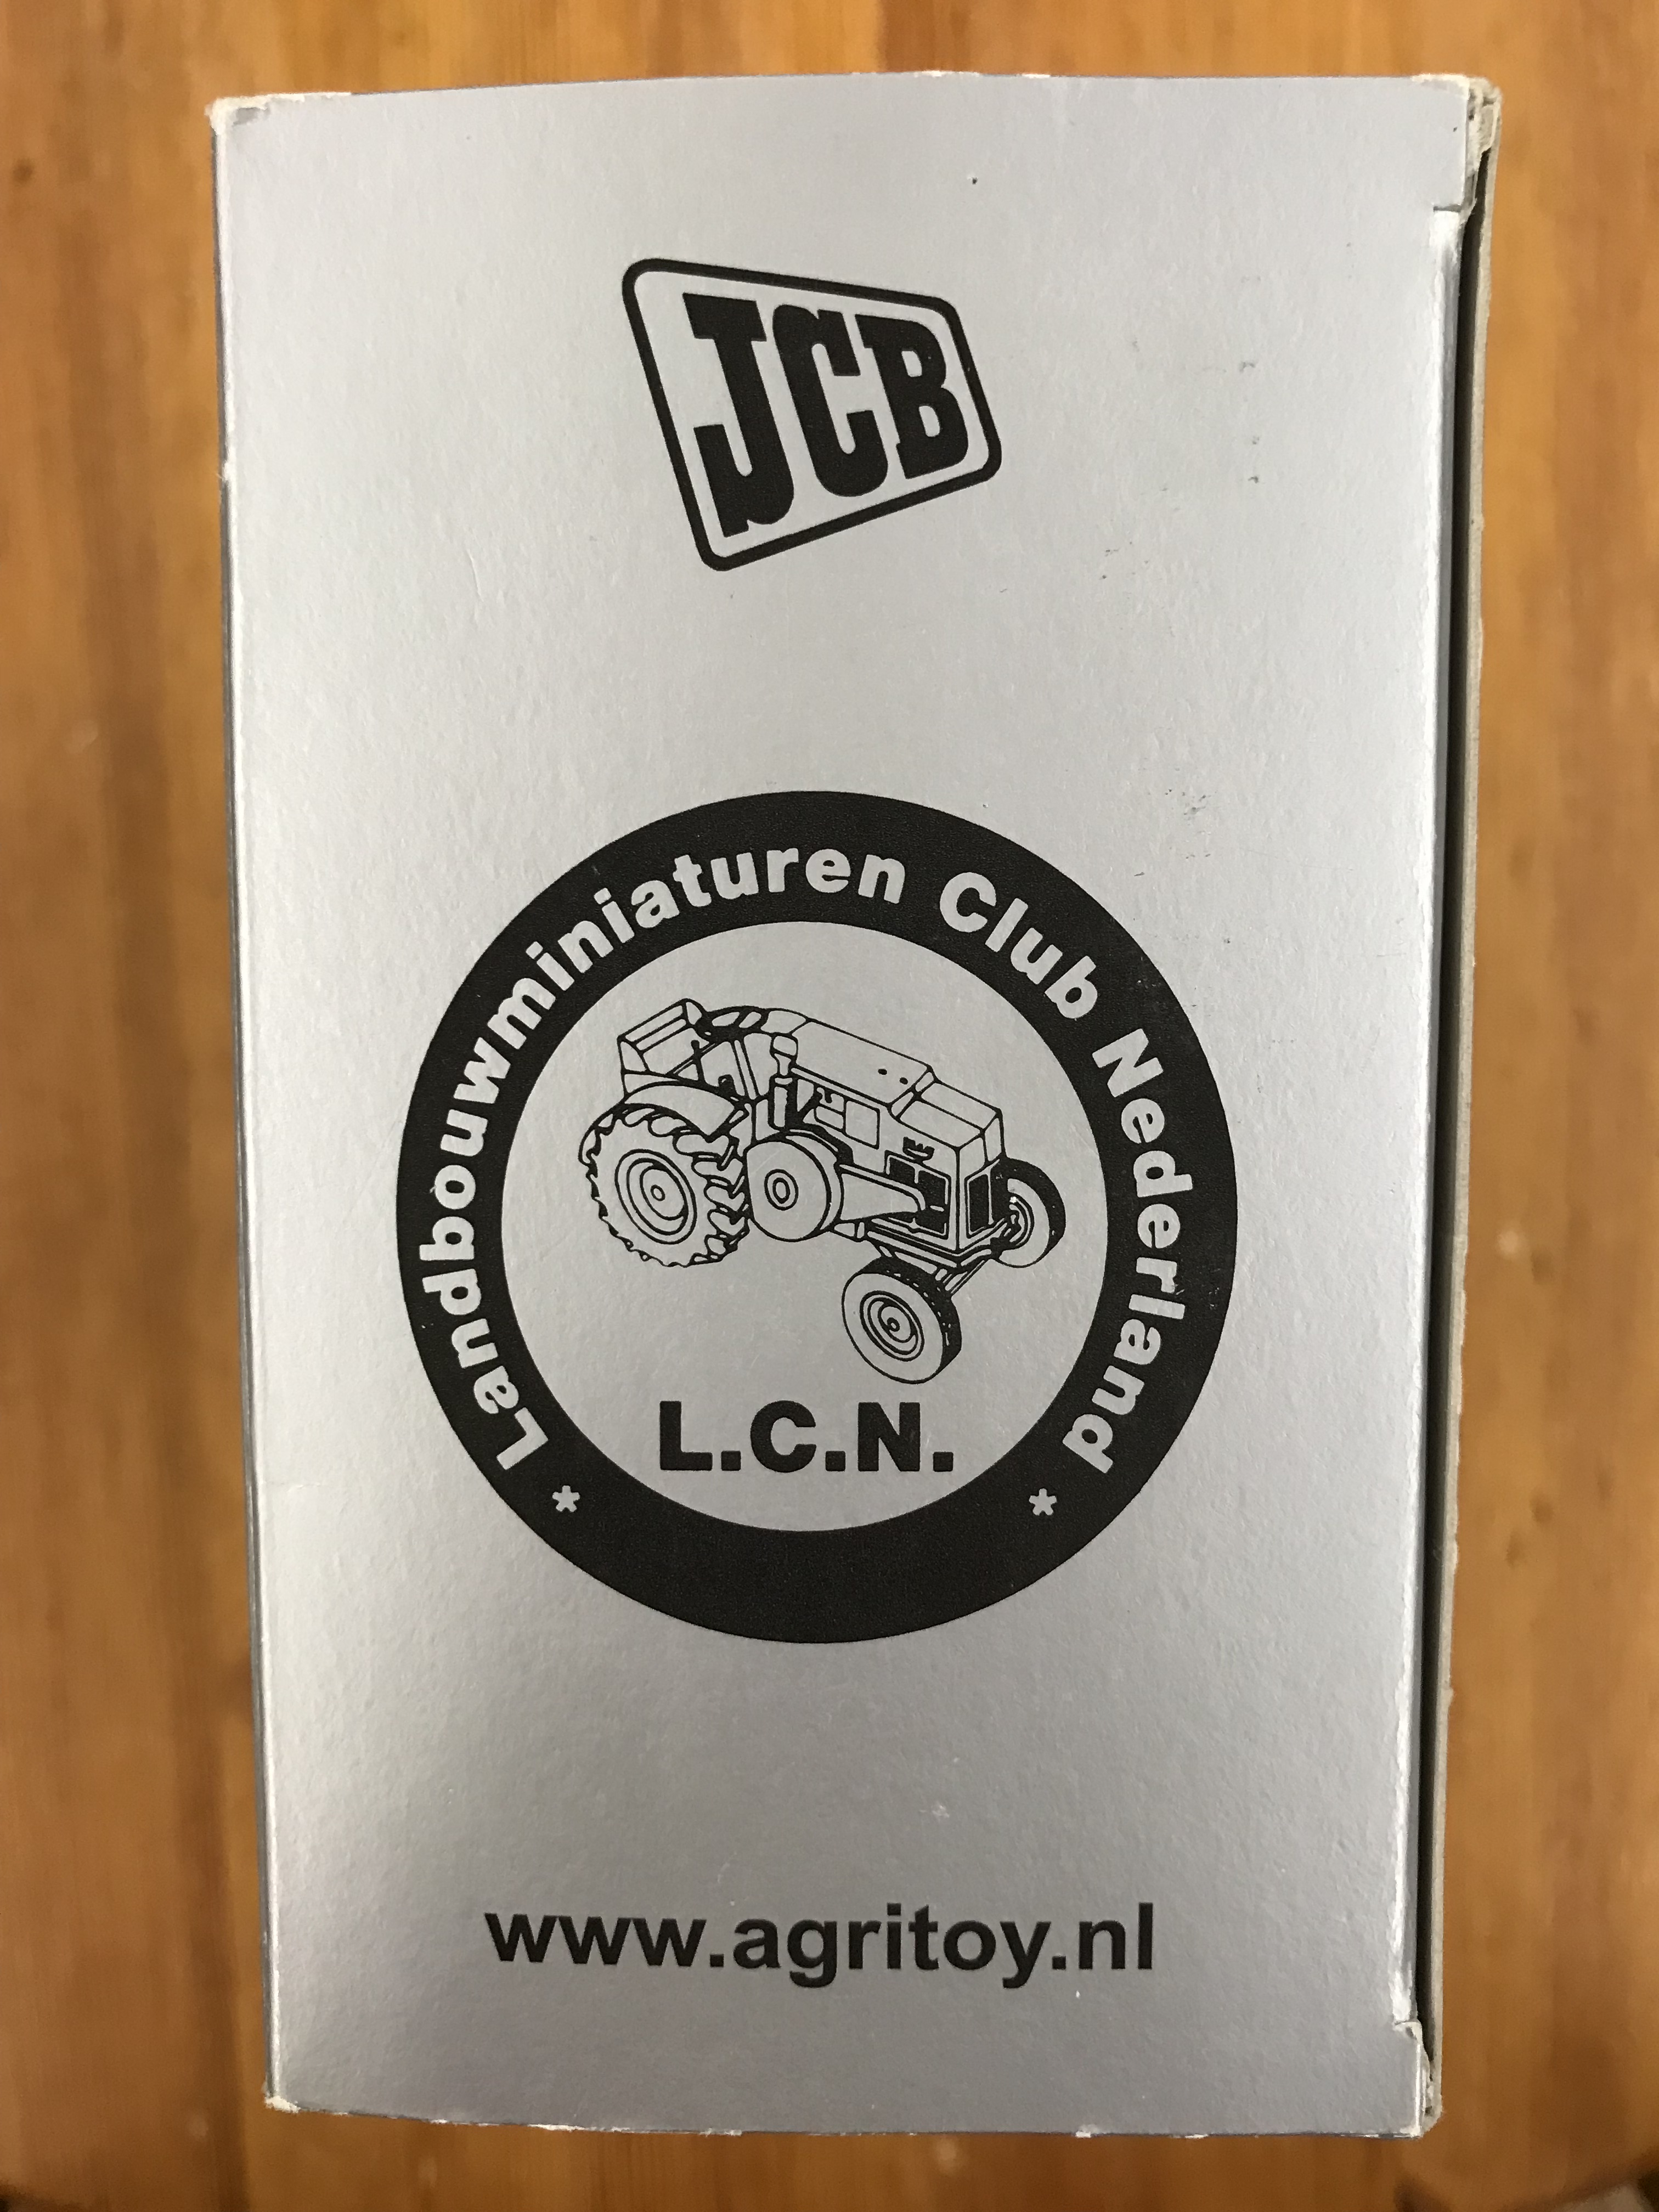 JCB
Landbouwminiaturen Club Nederland
L.C.N.
* *
www.agritoy.nl